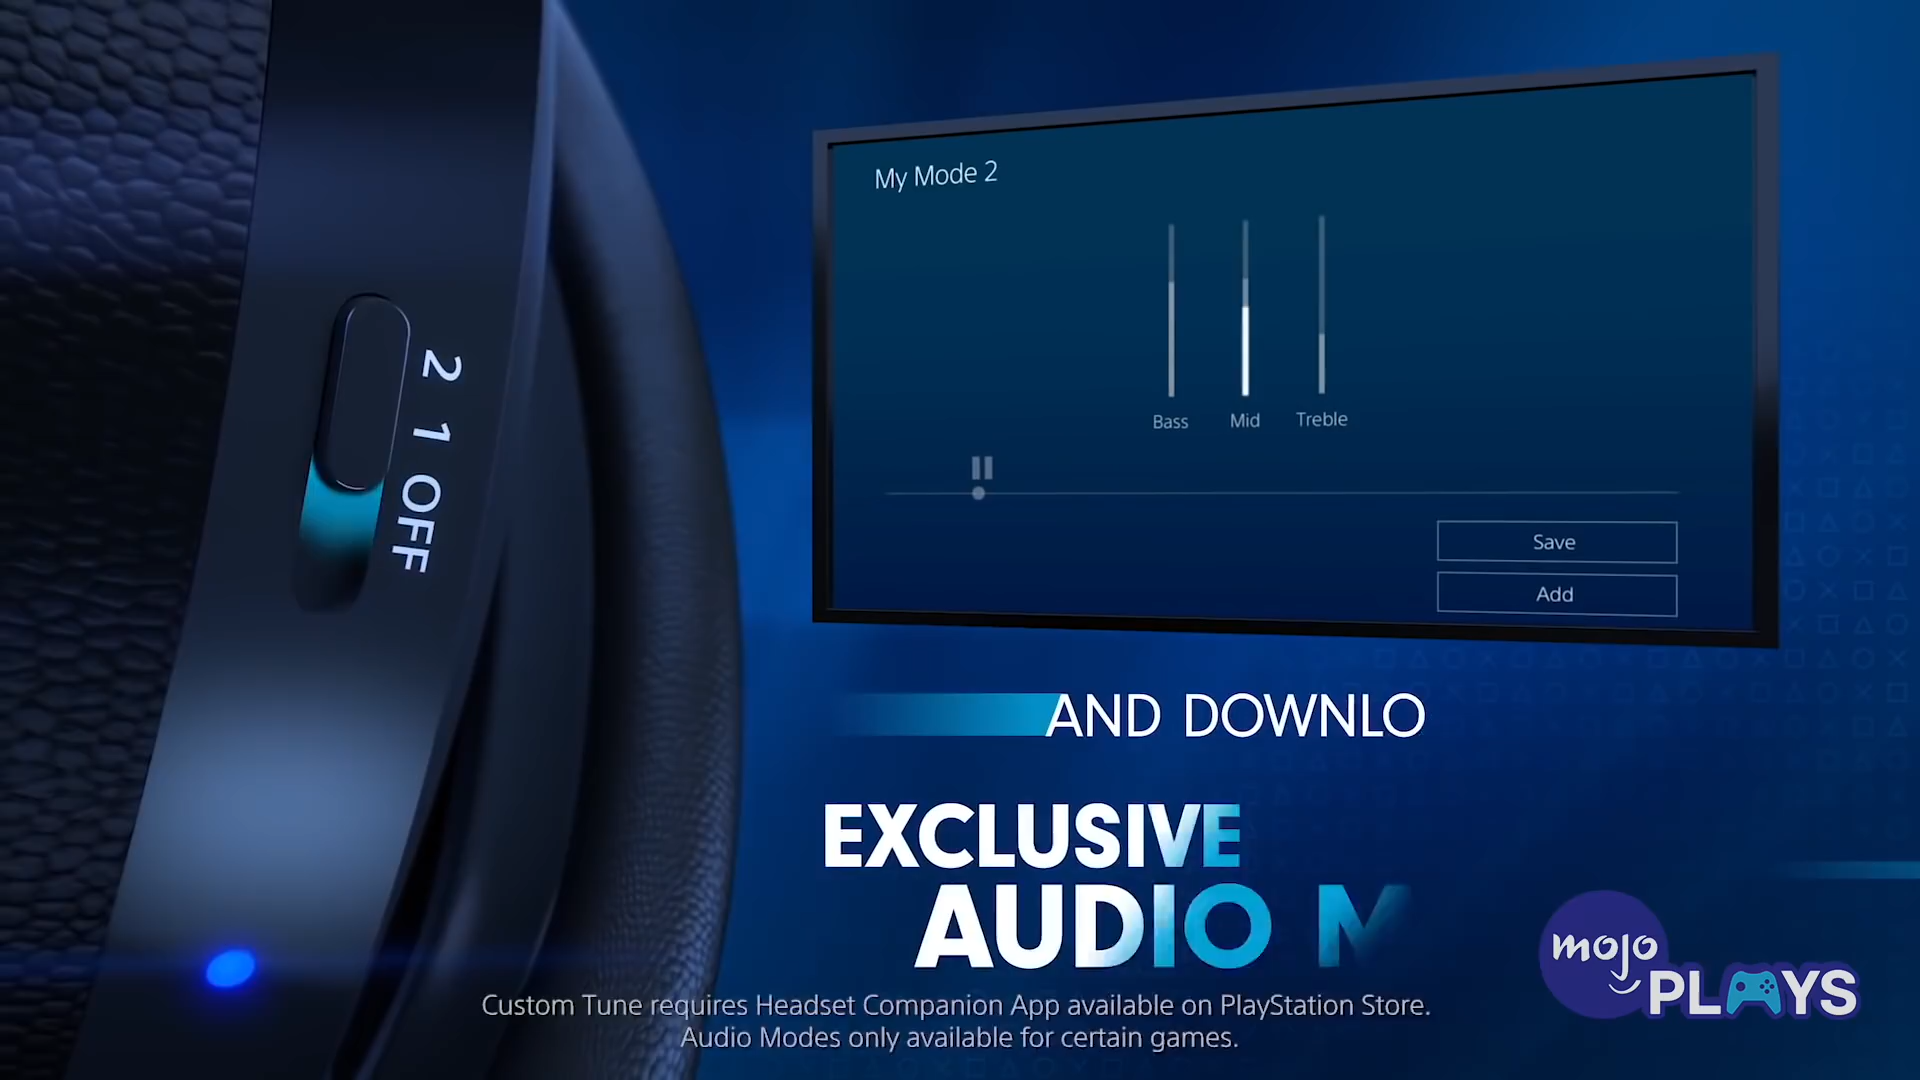 2 1 OFF
My Mode 2
Bass Mid Treble
Save
Add
AND DOWNLO
EXCLUSIVE
AUDIO M
Custom Tune requires Headset Companion App available on PlayStation Store.
Audio Modes only available for certain games.
mojo
PLAYS